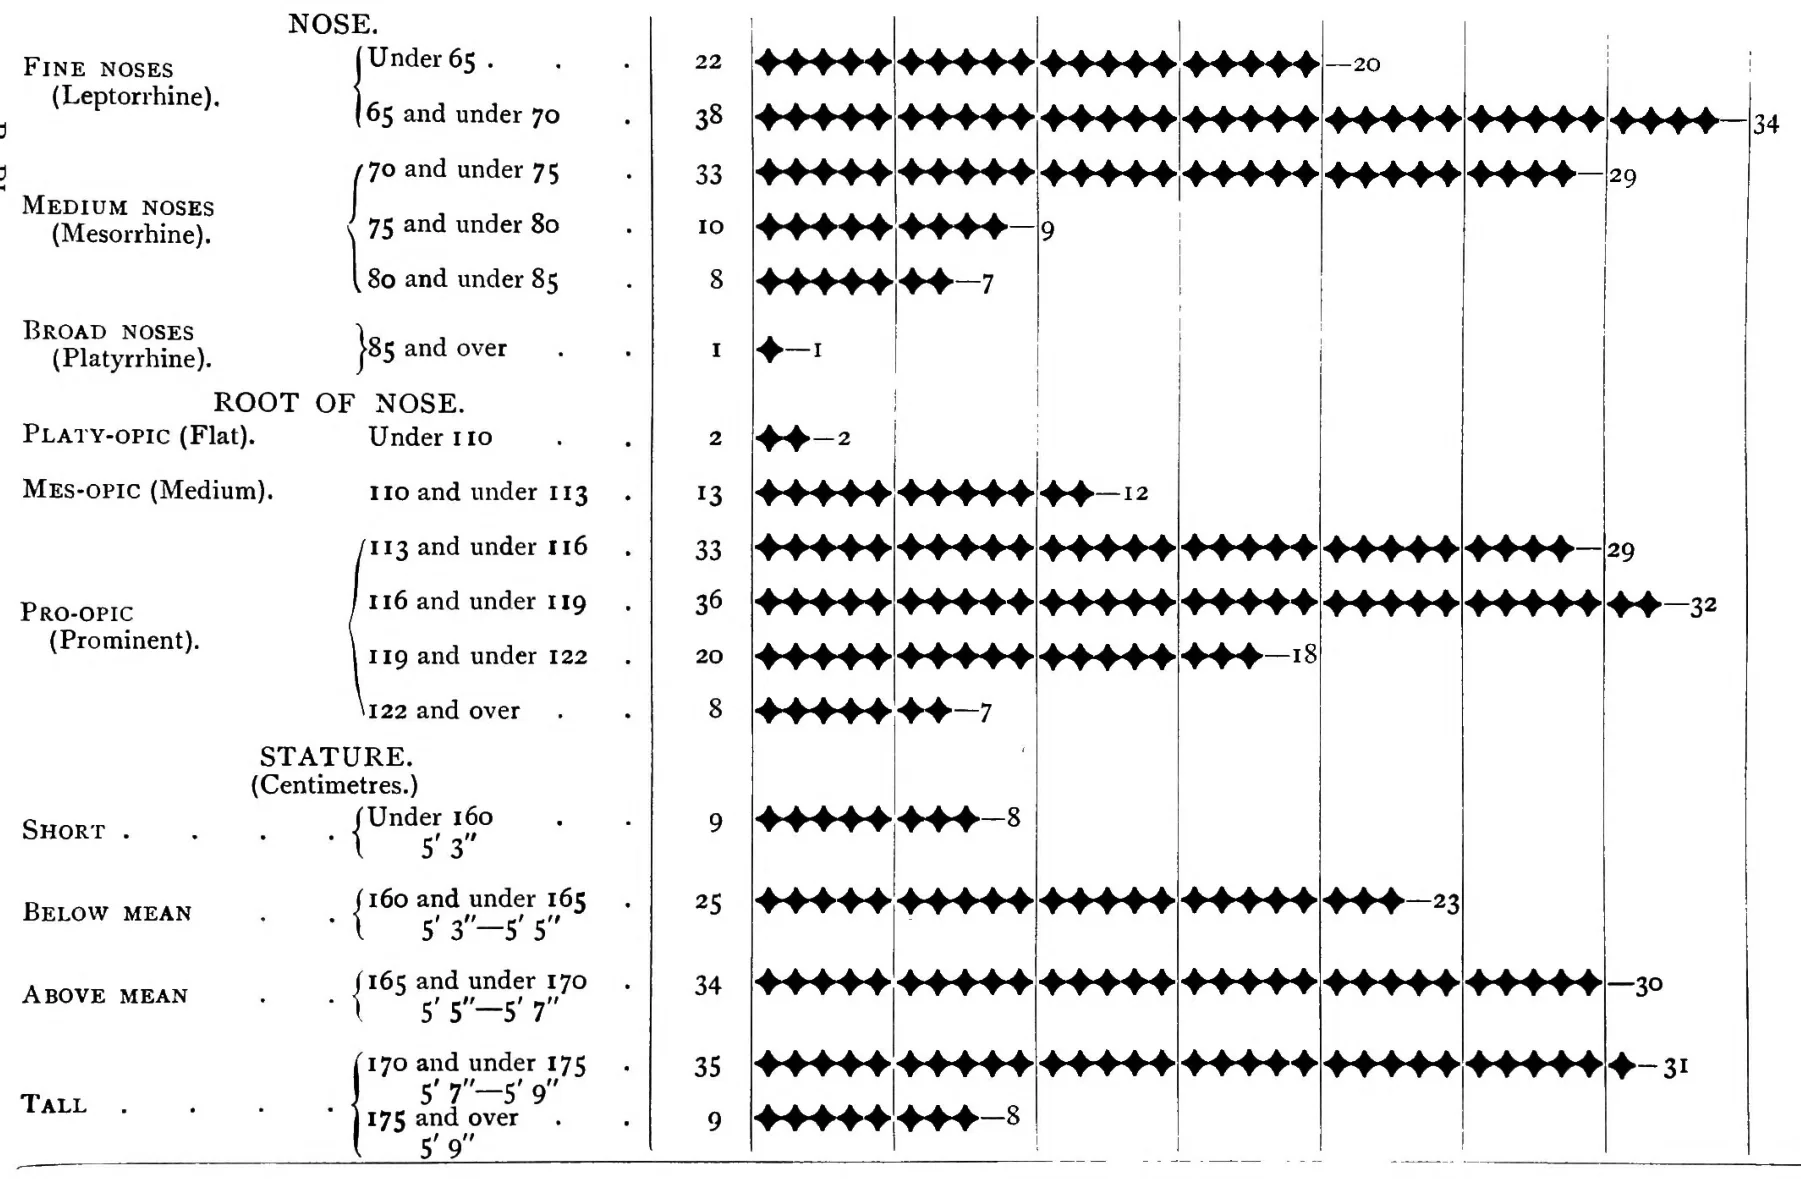 NOSE.
FINE NOSES
(Leptorrhine).
Under 65 . . . 22 —20
65 and under 70 . 38 —34
MEDIUM NOSES
(Mesorrhine).
70 and under 75 . 33 —29
75 and under 80 . 10 —9
80 and under 85 . 8 —7
BROAD NOSES
(Platyrrhine).
85 and over . . 1 —1
ROOT OF NOSE.
PLATY-OPIC (Flat). Under 110 . . 2 —2
MES-OPIC (Medium). 110 and under 113 . 13 —12
PRO-OPIC
(Prominent).
113 and under 116 . 33 —29
116 and under 119 . 36 —32
119 and under 122 . 20 —18
122 and over . . 8 —7
STATURE.
(Centimetres.)
SHORT . . . . Under 160 . . 9 —8
5′ 3″
BELOW MEAN . . 160 and under 165 . 25 —23
5′ 3″—5′ 5″
ABOVE MEAN . . 165 and under 170 . 34 —30
5′ 5″—5′ 7″
TALL . . . .
170 and under 175 . 35 —31
5′ 7″—5′ 9″
175 and over . . 9 —8
5′ 9″